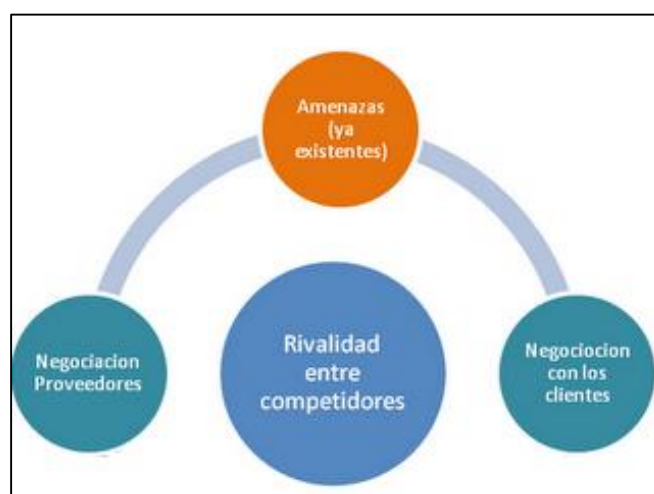 Amenazas
(ya
existentes)
Negociacion
Proveedores
Rivalidad
entre
competidores
Negociocion
con los
clientes